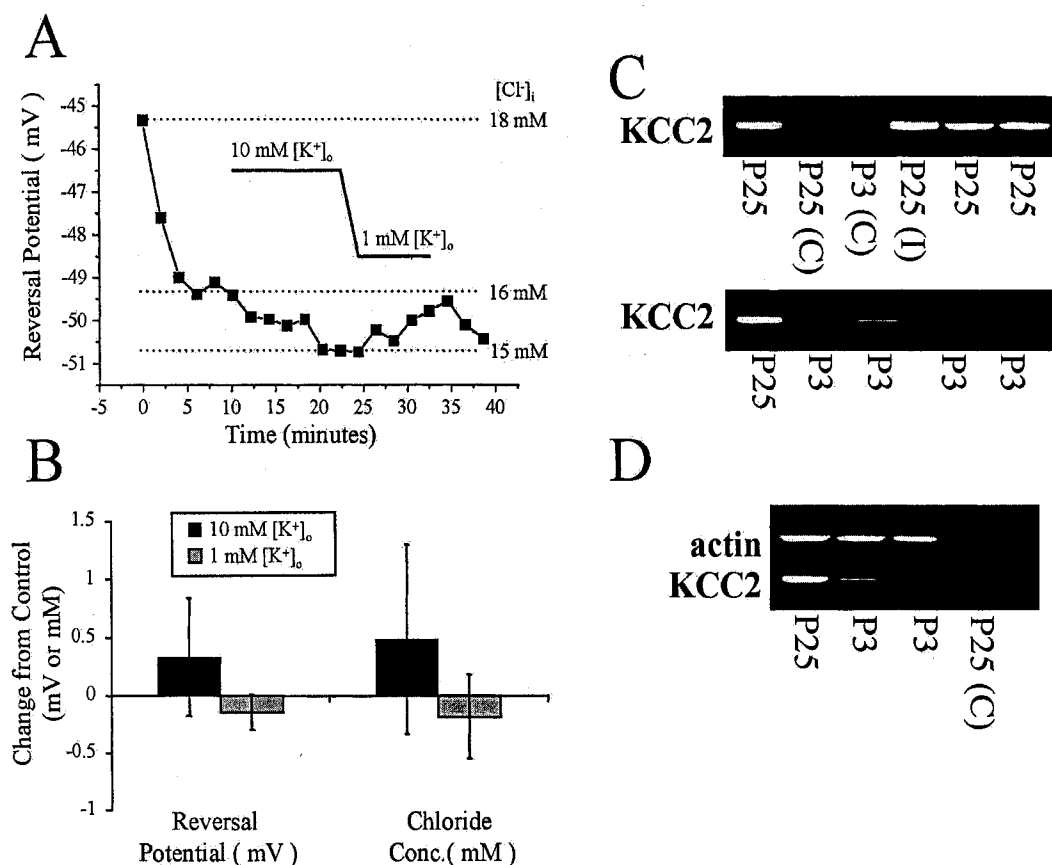 A
Reversal Potential ( mV )
-45
-46
-47
-48
-49
-50
-51
[Cl-]i
18 mM
10 mM [K+]o
1 mM [K+]o
16 mM
15 mM
-5 0 5 10 15 20 25 30 35 40
Time (minutes)
B
Change from Control
(mV or mM)
1.5
1
0.5
0
-0.5
-1
10 mM [K+]o
1 mM [K+]o
Reversal
Potential ( mV )
Chloride
Conc.( mM )
C
KCC2
P25
P25 (C)
P3 (C)
P25 (I)
P25
P25
KCC2
P25
P3
P3
P3
P3
D
actin
KCC2
P25
P3
P3
P25 (C)